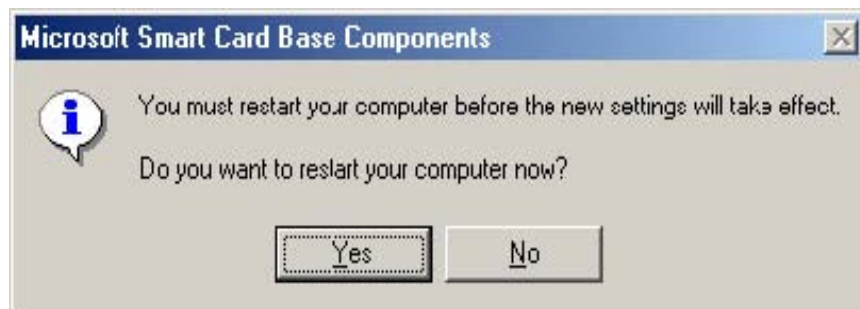 Microsoft Smart Card Base Components
You must restart your computer before the new settings will take effect.
Do you want to restart your computer now?
Yes
No